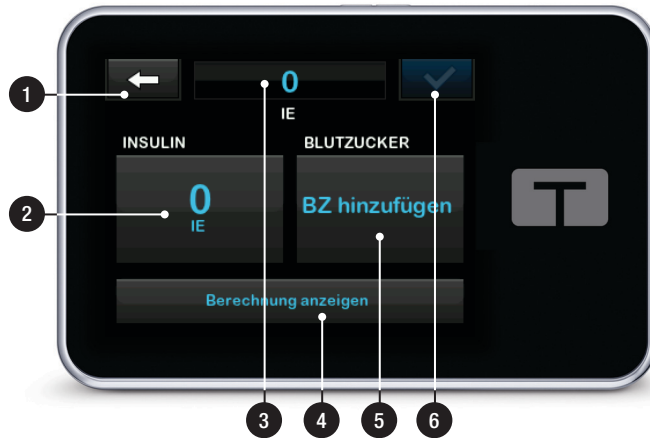 0
IE
INSULIN
BLUTZUCKER
0
IE
BZ hinzufügen
Berechnung anzeigen
1
2
3
4
5
6